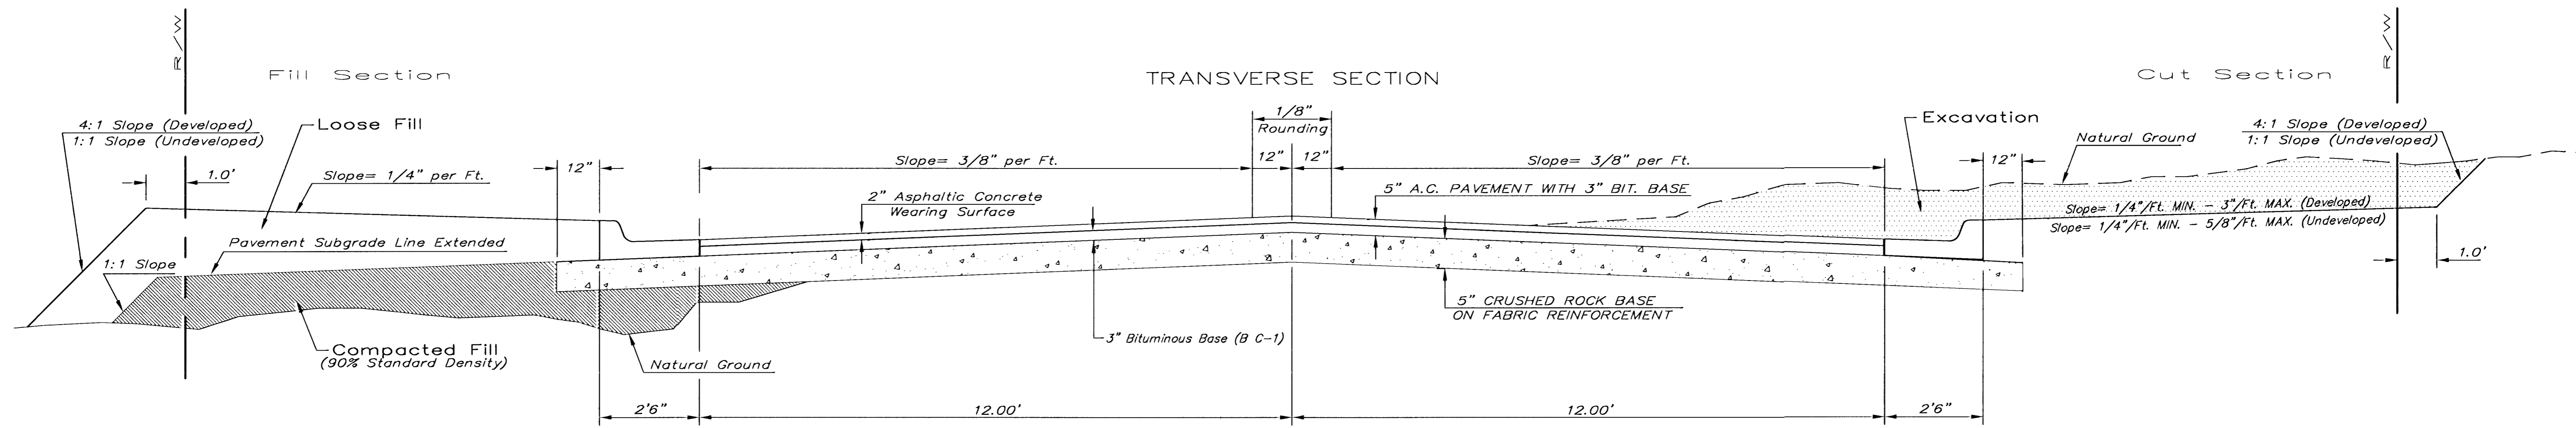 R/W
R/W
Fill Section
TRANSVERSE SECTION
Cut Section
4:1 Slope (Developed)
1:1 Slope (Undeveloped)
Loose Fill
1.0'
Slope= 1/4" per Ft.
12"
Slope= 3/8" per Ft.
1/8"
Rounding
12"
12"
Slope= 3/8" per Ft.
Excavation
Natural Ground
12"
4:1 Slope (Developed)
1:1 Slope (Undeveloped)
2" Asphaltic Concrete
Wearing Surface
5" A.C. PAVEMENT WITH 3" BIT. BASE
Slope= 1/4"/Ft. MIN. - 3"/Ft. MAX. (Developed)
Slope= 1/4"/Ft. MIN. - 5/8"/Ft. MAX. (Undeveloped)
Pavement Subgrade Line Extended
1:1 Slope
1.0'
5" CRUSHED ROCK BASE
ON FABRIC REINFORCEMENT
3" Bituminous Base (B C-1)
Compacted Fill
(90% Standard Density)
Natural Ground
2'6"
12.00'
12.00'
2'6"